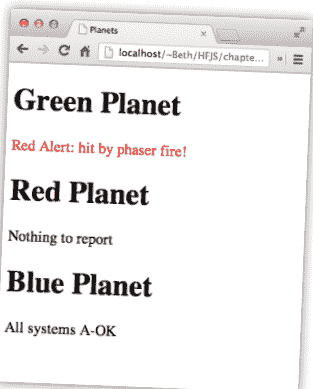 Planets
localhost/~Beth/HFJS/chapte...
Green Planet
Red Alert: hit by phaser fire!
Red Planet
Nothing to report
Blue Planet
All systems A-OK